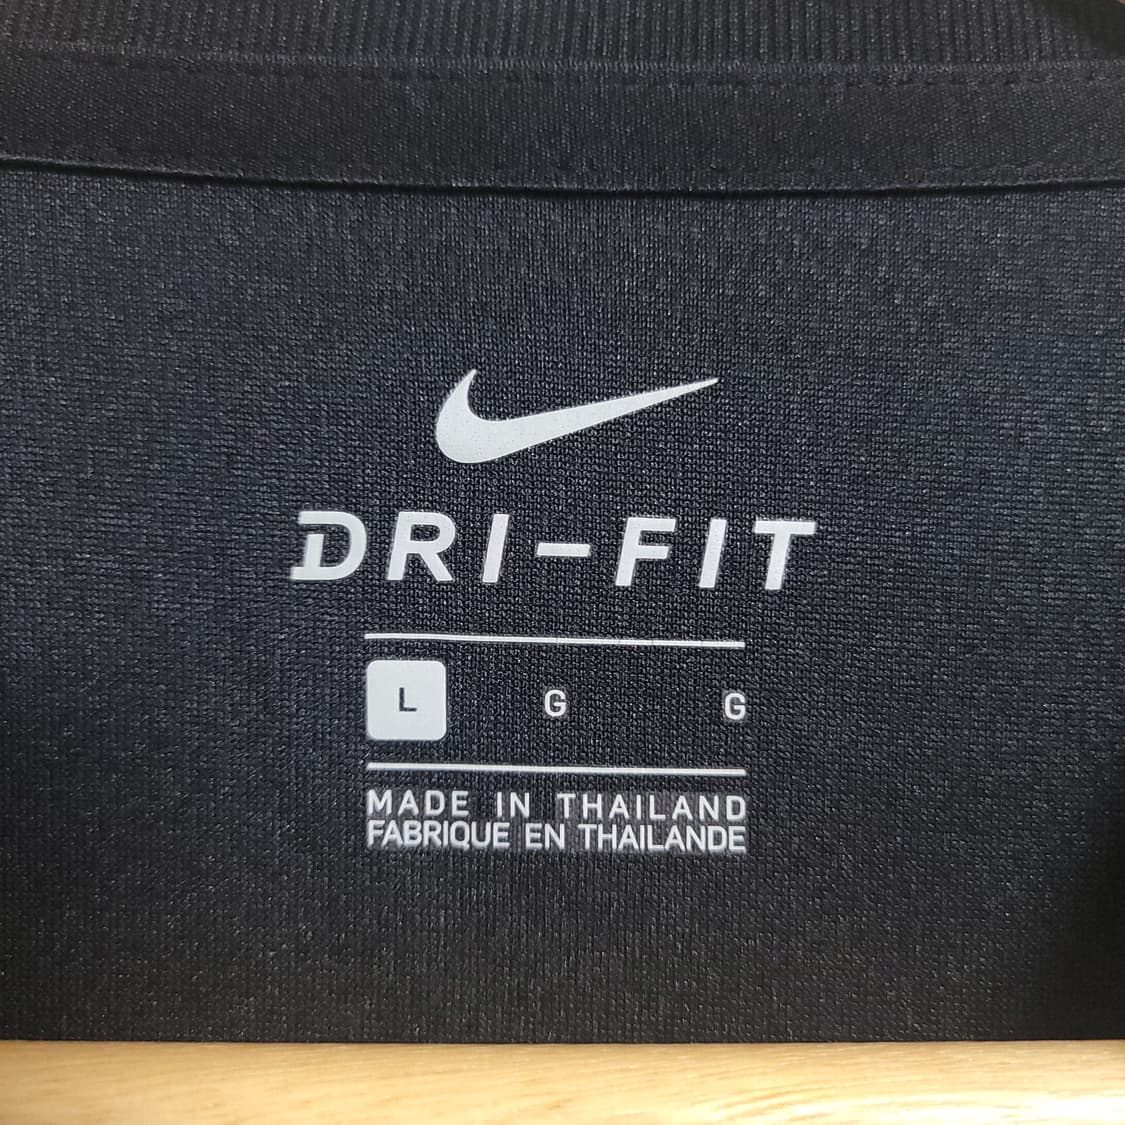 DRI-FIT
L G G
MADE IN THAILAND
FABRIQUE EN THAILANDE